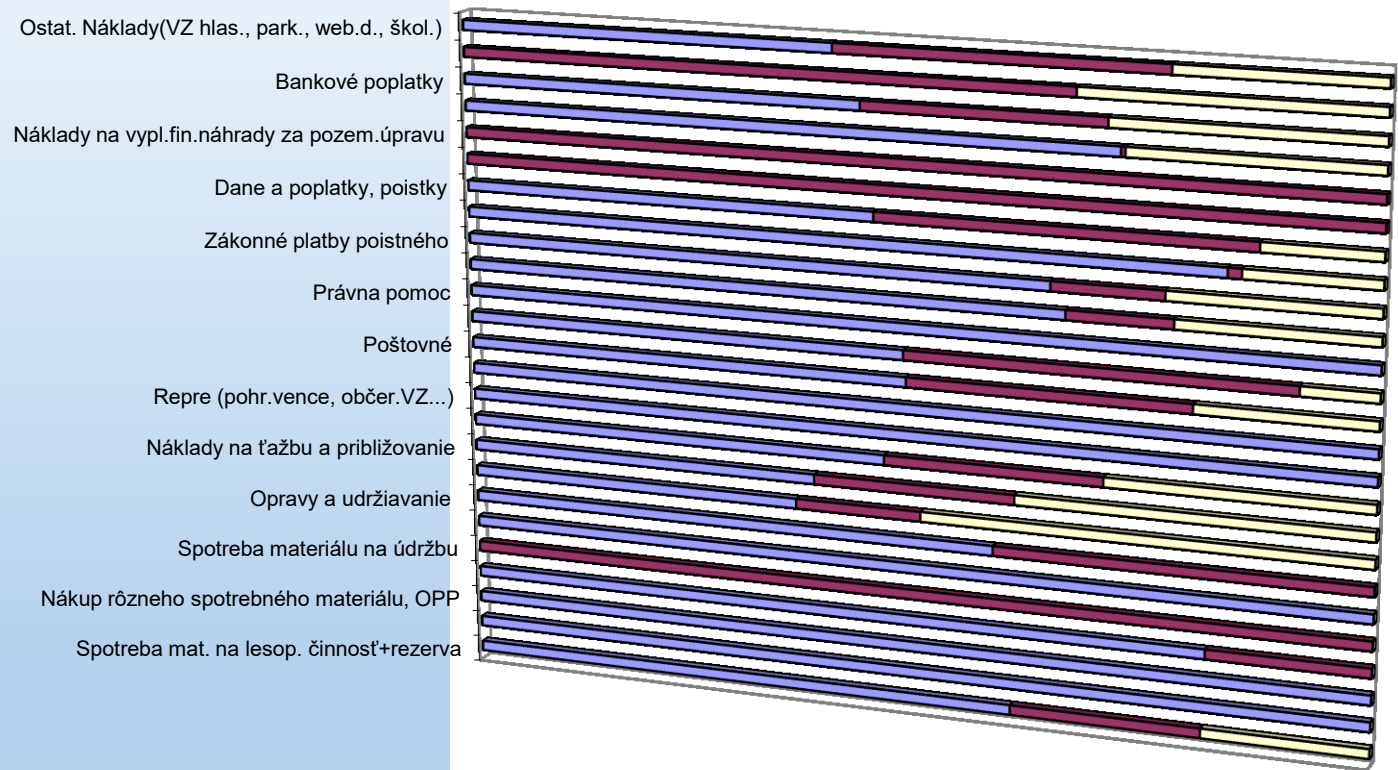 Ostat. Náklady(VZ hlas., park., web.d., škol.)
Bankové poplatky
Náklady na vypl.fin.náhrady za pozem.úpravu
Dane a poplatky, poistky
Zákonné platby poistného
Právna pomoc
Poštovné
Repre (pohr.vence, občer.VZ...)
Náklady na ťažbu a približovanie
Opravy a udržiavanie
Spotreba materiálu na údržbu
Nákup rôzneho spotrebného materiálu, OPP
Spotreba mat. na lesop. činnosť+rezerva